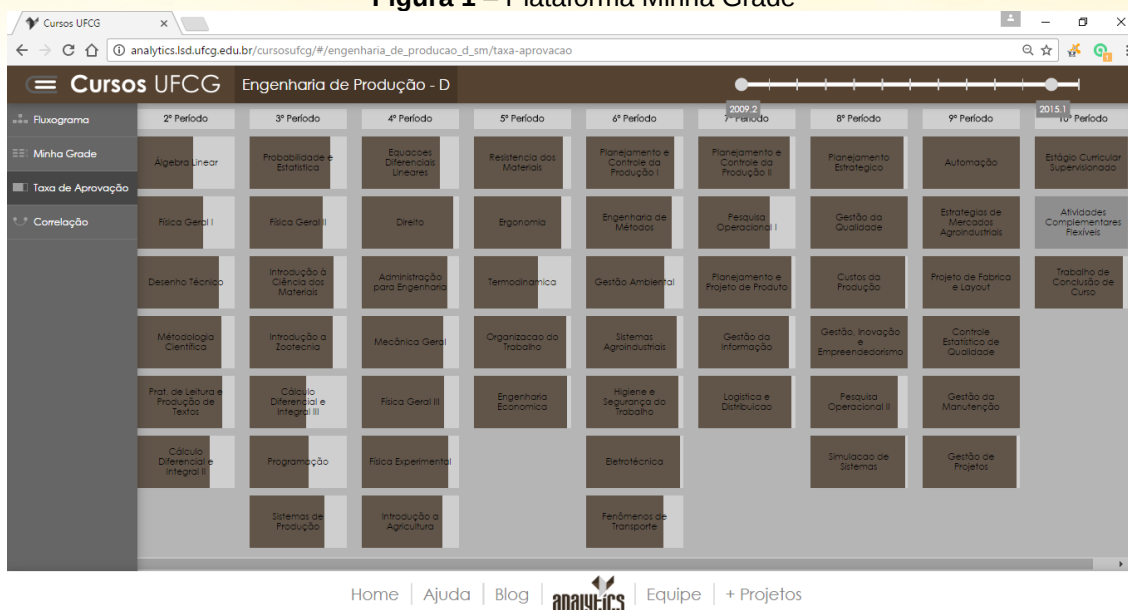 Figura 1 – Plataforma Minha Grade
Cursos UFCG
analytics.lsd.ufcg.edu.br/cursosufcg/#/engenharia_de_producao_d_sm/taxa-aprovacao
Cursos UFCG
Engenharia de Produção - D
2009.2
2015.1
Fluxograma
Minha Grade
Taxa de Aprovação
Correlação
2º Período
3º Período
4º Período
5º Período
6º Período
7º Período
8º Período
9º Período
10º Período
Álgebra Linear
Probabilidade e
Estatistica
Equacoes
Diferenciais
Lineares
Resistencia dos
Materiais
Planejamento e
Controle da
Produção I
Planejamento e
Controle da
Produção II
Planejamento
Estrategico
Automação
Estágio Curricular
Supervisionado
Física Geral I
Física Geral II
Direito
Ergonomia
Engenharia de
Métodos
Pesquisa
Operacional I
Gestão da
Qualidade
Estrategias de
Mercados
Agroindustriais
Atividades
Complementares
Flexíveis
Desenho Técnico
Introdução à
Ciência dos
Materiais
Administração
para Engenharia
Termodinamica
Gestão Ambiental
Planejamento e
Projeto de Produto
Custos da
Produção
Projeto de Fabrica
e Layout
Trabalho de
Conclusão de
Curso
Métodologia
Científica
Introdução a
Zootecnia
Mecânica Geral
Organizacao do
Trabalho
Sistemas
Agroindustriais
Gestão da
Informação
Gestão, Inovação
e
Empreendedorismo
Controle
Estatístico de
Qualidade
Prat. de Leitura e
Produção de
Textos
Cálculo
Diferencial e
Integral III
Física Geral III
Engenharia
Economica
Higiene e
Segurança do
Trabalho
Logistica e
Distribuicao
Pesquisa
Operacional II
Gestão da
Manutenção
Cálculo
Diferencial e
Integral II
Programação
Física Experimental
Eletrotécnica
Simulacao de
Sistemas
Gestão de
Projetos
Sistemas de
Produção
Introdução a
Agricultura
Fenômenos de
Transporte
Home
Ajuda
Blog
analytics
Equipe
+ Projetos